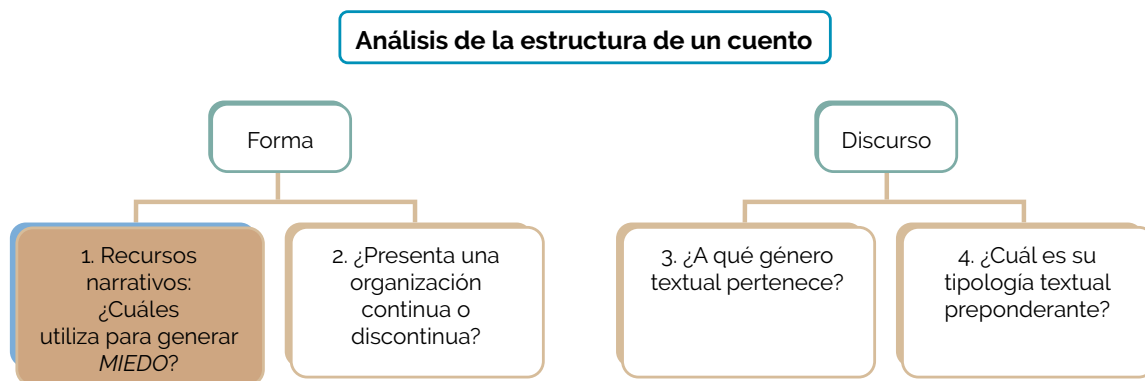 Análisis de la estructura de un cuento
Forma
Discurso
1. Recursos
narrativos:
¿Cuáles
utiliza para generar
MIEDO?
2. ¿Presenta una
organización
continua o
discontinua?
3. ¿A qué género
textual pertenece?
4. ¿Cuál es su
tipología textual
preponderante?